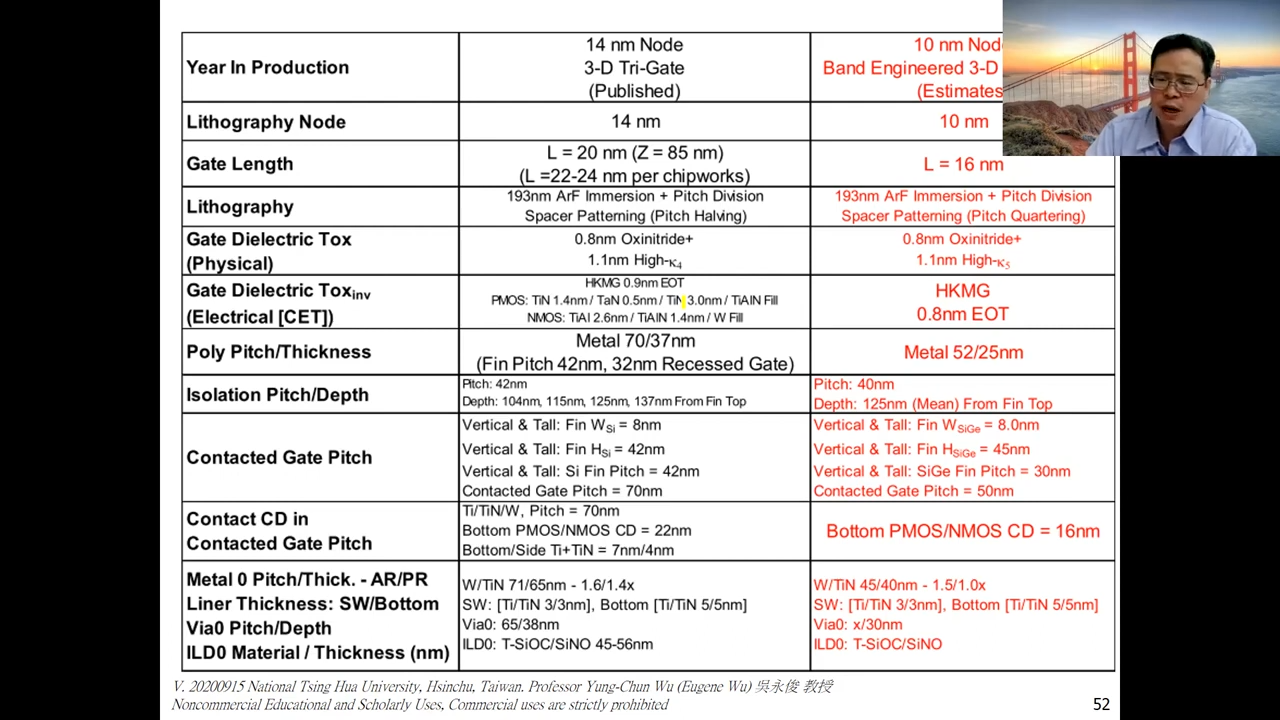 Year In Production
14 nm Node
3-D Tri-Gate
(Published)
10 nm
Band Engineered 3-D
(Estimates
Lithography Node
14 nm
10 nm
Gate Length
L = 20 nm (Z = 85 nm)
(L =22-24 nm per chipworks)
L = 16 nm
Lithography
193nm ArF Immersion + Pitch Division
Spacer Patterning (Pitch Halving)
193nm ArF Immersion + Pitch Division
Spacer Patterning (Pitch Quartering)
Gate Dielectric Tox
(Physical)
0.8nm Oxinitride+
1.1nm High-κ4
0.8nm Oxinitride+
1.1nm High-κ5
Gate Dielectric Toxinv
(Electrical [CET])
HKMG 0.9nm EOT
PMOS: TiN 1.4nm / TaN 0.5nm / TiN 3.0nm / TiAlN Fill
NMOS: TiAl 2.6nm / TiAlN 1.4nm / W Fill
HKMG
0.8nm EOT
Poly Pitch/Thickness
Metal 70/37nm
(Fin Pitch 42nm, 32nm Recessed Gate)
Metal 52/25nm
Isolation Pitch/Depth
Pitch: 42nm
Depth: 104nm, 115nm, 125nm, 137nm From Fin Top
Pitch: 40nm
Depth: 125nm (Mean) From Fin Top
Contacted Gate Pitch
Vertical & Tall: Fin WSi = 8nm
Vertical & Tall: Fin HSi = 42nm
Vertical & Tall: Si Fin Pitch = 42nm
Contacted Gate Pitch = 70nm
Vertical & Tall: Fin WSiGe = 8.0nm
Vertical & Tall: Fin HSiGe = 45nm
Vertical & Tall: SiGe Fin Pitch = 30nm
Contacted Gate Pitch = 50nm
Contact CD in
Contacted Gate Pitch
Ti/TiN/W, Pitch = 70nm
Bottom PMOS/NMOS CD = 22nm
Bottom/Side Ti+TiN = 7nm/4nm
Bottom PMOS/NMOS CD = 16nm
Metal 0 Pitch/Thick. - AR/PR
Liner Thickness: SW/Bottom
Via0 Pitch/Depth
ILD0 Material / Thickness (nm)
W/TiN 71/65nm - 1.6/1.4x
SW: [Ti/TiN 3/3nm], Bottom [Ti/TiN 5/5nm]
Via0: 65/38nm
ILD0: T-SiOC/SiNO 45-56nm
W/TiN 45/40nm - 1.5/1.0x
SW: [Ti/TiN 3/3nm], Bottom [Ti/TiN 5/5nm]
Via0: x/30nm
ILD0: T-SiOC/SiNO
V. 20200915 National Tsing Hua University, Hsinchu, Taiwan. Professor Yung-Chun Wu (Eugene Wu) 吳永俊 教授
Noncommercial Educational and Scholarly Uses, Commercial uses are strictly prohibited
52